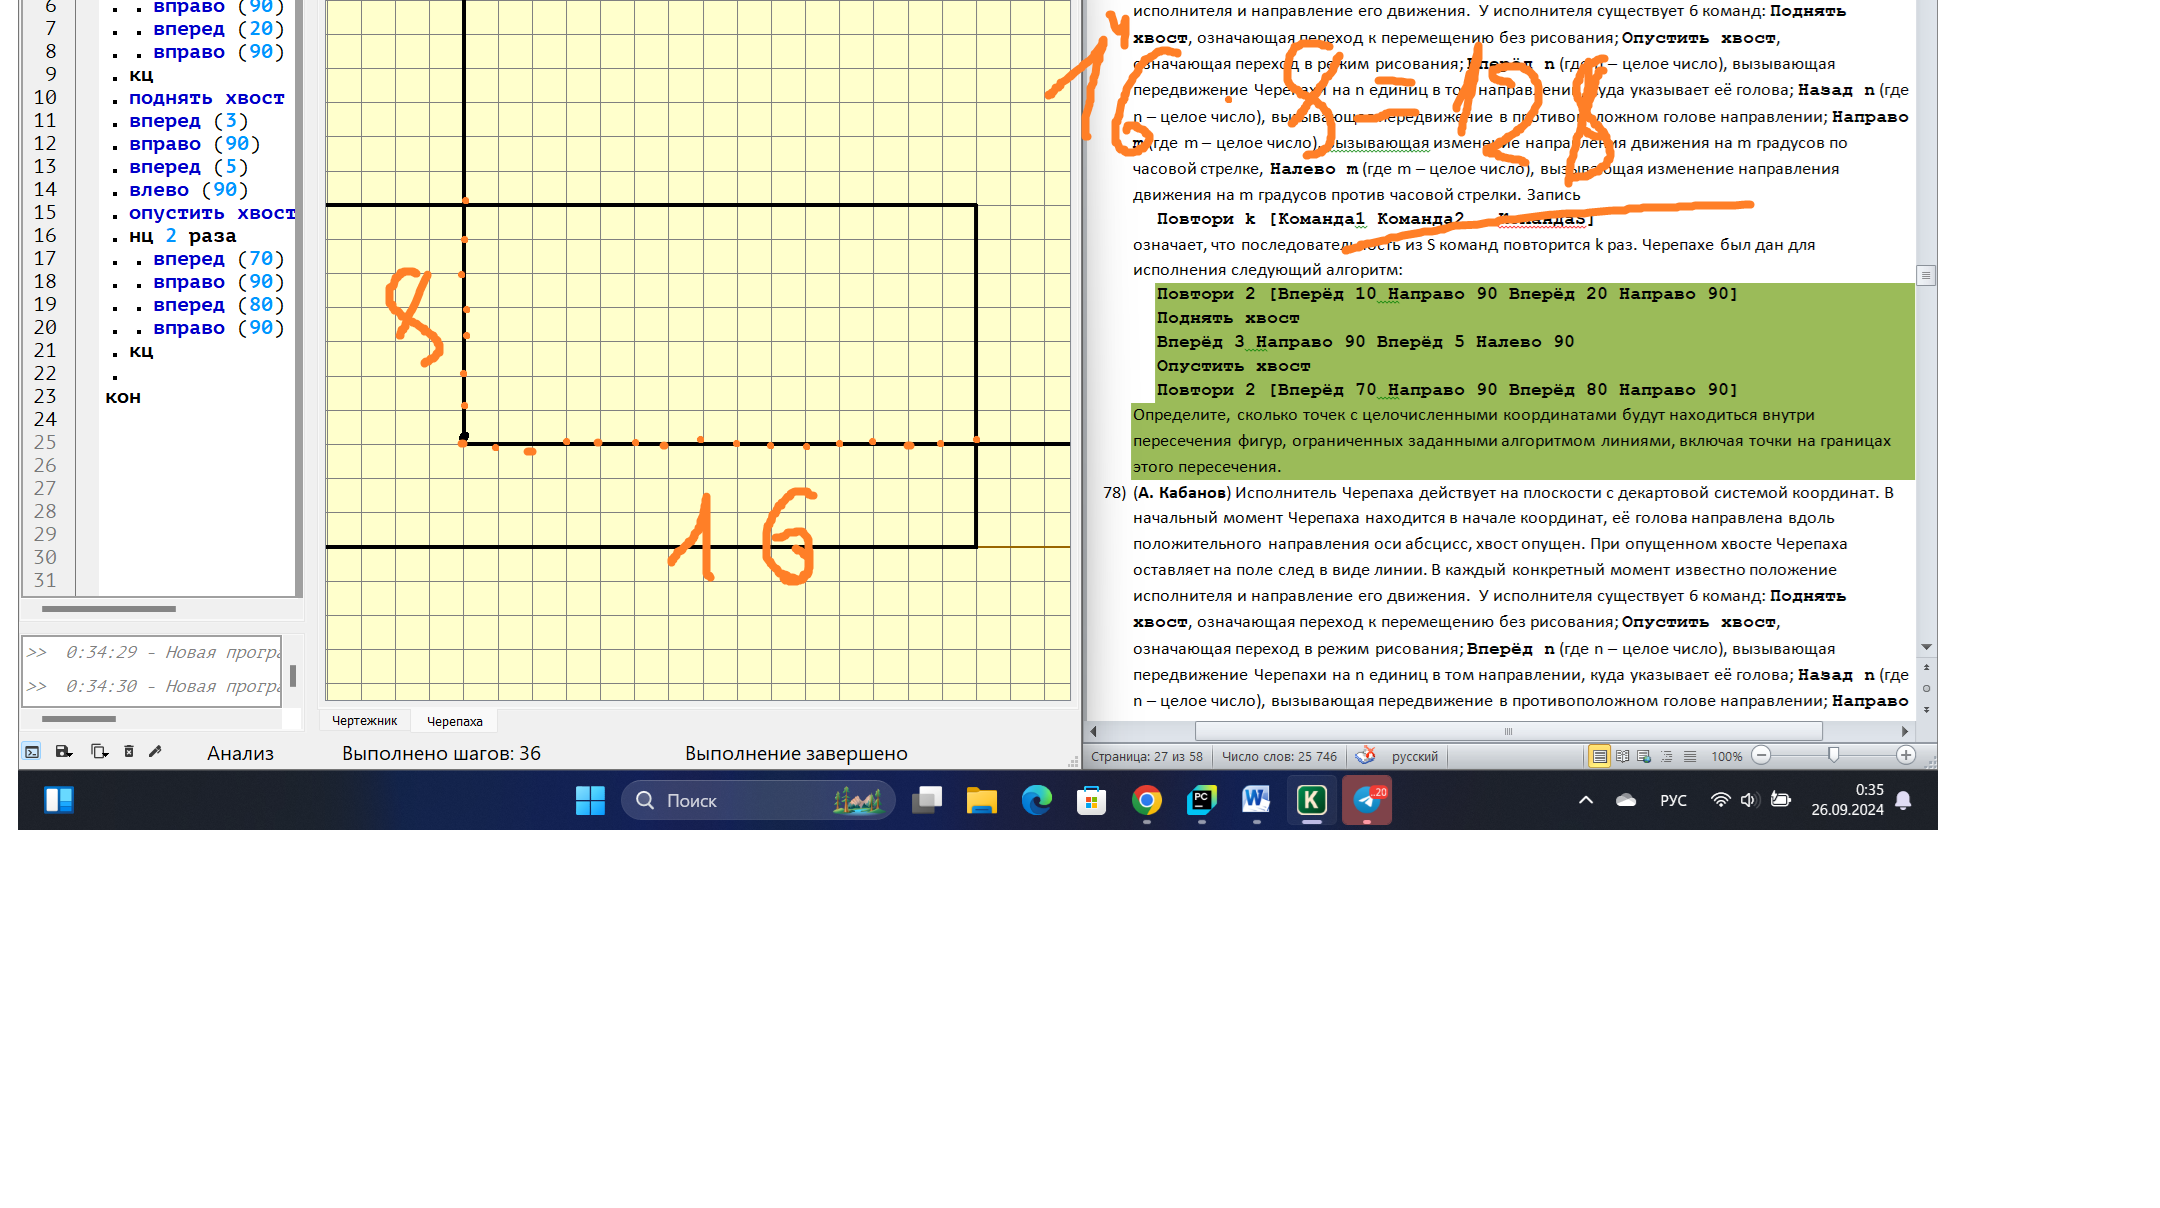 6 . . вправо (90)
7 . . вперед (20)
8 . . вправо (90)
9 . кц
10 . поднять хвост
11 . вперед (3)
12 . вправо (90)
13 . вперед (5)
14 . влево (90)
15 . опустить хвост
16 . нц 2 раза
17 . . вперед (70)
18 . . вправо (90)
19 . . вперед (80)
20 . . вправо (90)
21 . кц
22 .
23 кон
24
25
26
27
28
29
30
31
>> 0:34:29 - Новая програ
>> 0:34:30 - Новая програ
8
16
Чертежник Черепаха
Анализ Выполнено шагов: 36 Выполнение завершено
16 · 8 = 128
исполнителя и направление его движения. У исполнителя существует 6 команд: Поднять
хвост, означающая переход к перемещению без рисования; Опустить хвост,
означающая переход в режим рисования; Вперёд n (где n – целое число), вызывающая
передвижение Черепахи на n единиц в том направлении, куда указывает её голова; Назад n (где
n – целое число), вызывающая передвижение в противоположном голове направлении; Направо
m (где m – целое число), вызывающая изменение направления движения на m градусов по
часовой стрелке, Налево m (где m – целое число), вызывающая изменение направления
движения на m градусов против часовой стрелки. Запись
Повтори k [Команда1 Команда2 КомандаS]
означает, что последовательность из S команд повторится k раз. Черепахе был дан для
исполнения следующий алгоритм:
Повтори 2 [Вперёд 10 Направо 90 Вперёд 20 Направо 90]
Поднять хвост
Вперёд 3 Направо 90 Вперёд 5 Налево 90
Опустить хвост
Повтори 2 [Вперёд 70 Направо 90 Вперёд 80 Направо 90]
Определите, сколько точек с целочисленными координатами будут находиться внутри
пересечения фигур, ограниченных заданными алгоритмом линиями, включая точки на границах
этого пересечения.
78) (А. Кабанов) Исполнитель Черепаха действует на плоскости с декартовой системой координат. В
начальный момент Черепаха находится в начале координат, её голова направлена вдоль
положительного направления оси абсцисс, хвост опущен. При опущенном хвосте Черепаха
оставляет на поле след в виде линии. В каждый конкретный момент известно положение
исполнителя и направление его движения. У исполнителя существует 6 команд: Поднять
хвост, означающая переход к перемещению без рисования; Опустить хвост,
означающая переход в режим рисования; Вперёд n (где n – целое число), вызывающая
передвижение Черепахи на n единиц в том направлении, куда указывает её голова; Назад n (где
n – целое число), вызывающая передвижение в противоположном голове направлении; Направо
Страница: 27 из 58 Число слов: 25 746 русский 100%
Поиск
PC
W
K
..20
РУС
0:35
26.09.2024